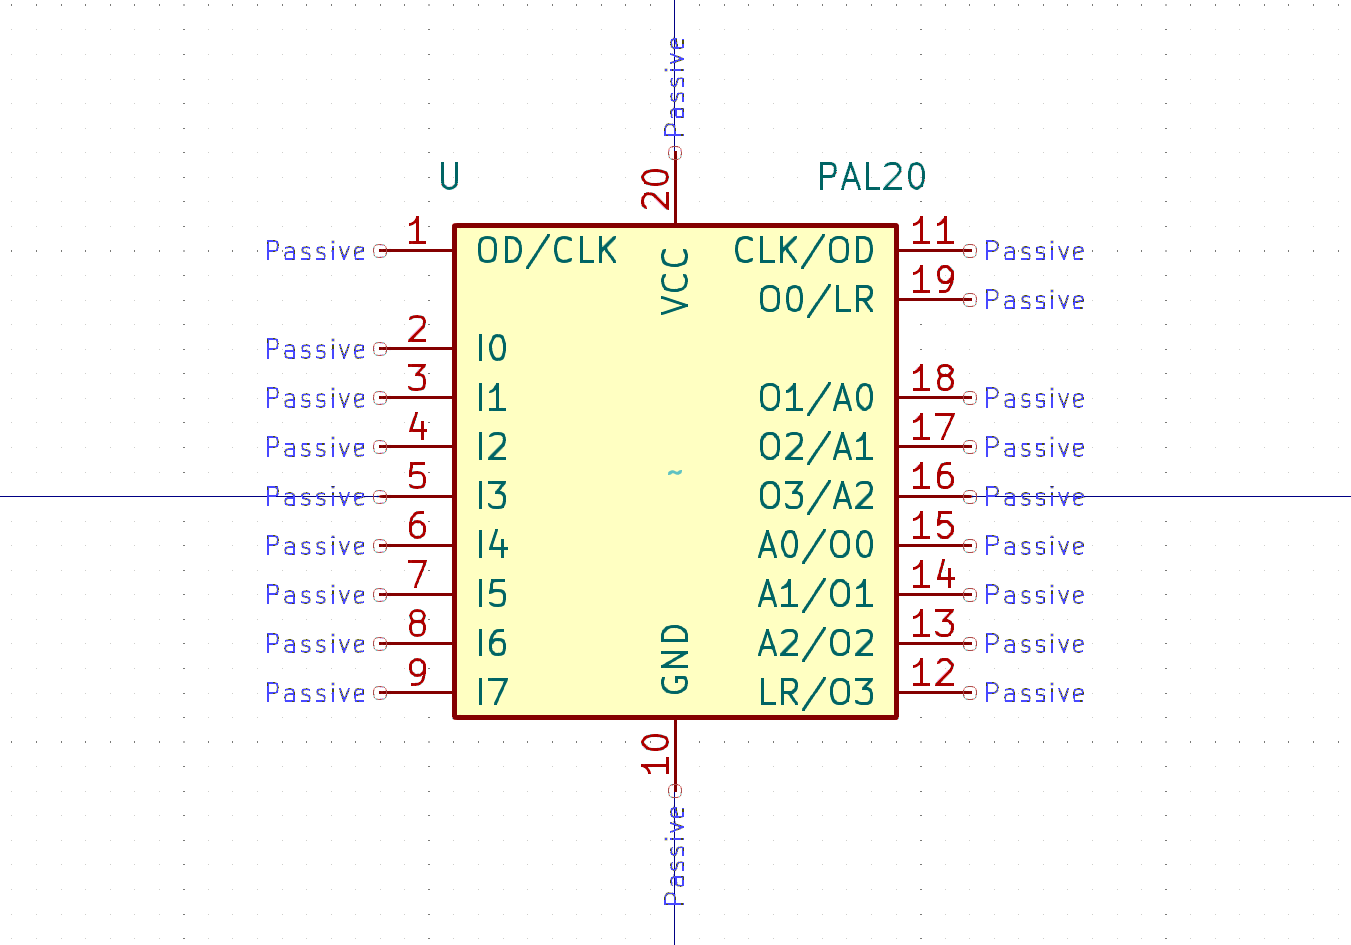 Passive
20
U PAL20
Passive 1 OD/CLK VCC CLK/OD 11 Passive
O0/LR 19 Passive
Passive 2 I0
Passive 3 I1 O1/A0 18 Passive
Passive 4 I2 O2/A1 17 Passive
~
Passive 5 I3 O3/A2 16 Passive
Passive 6 I4 A0/O0 15 Passive
Passive 7 I5 A1/O1 14 Passive
Passive 8 I6 GND A2/O2 13 Passive
Passive 9 I7 LR/O3 12 Passive
10
Passive